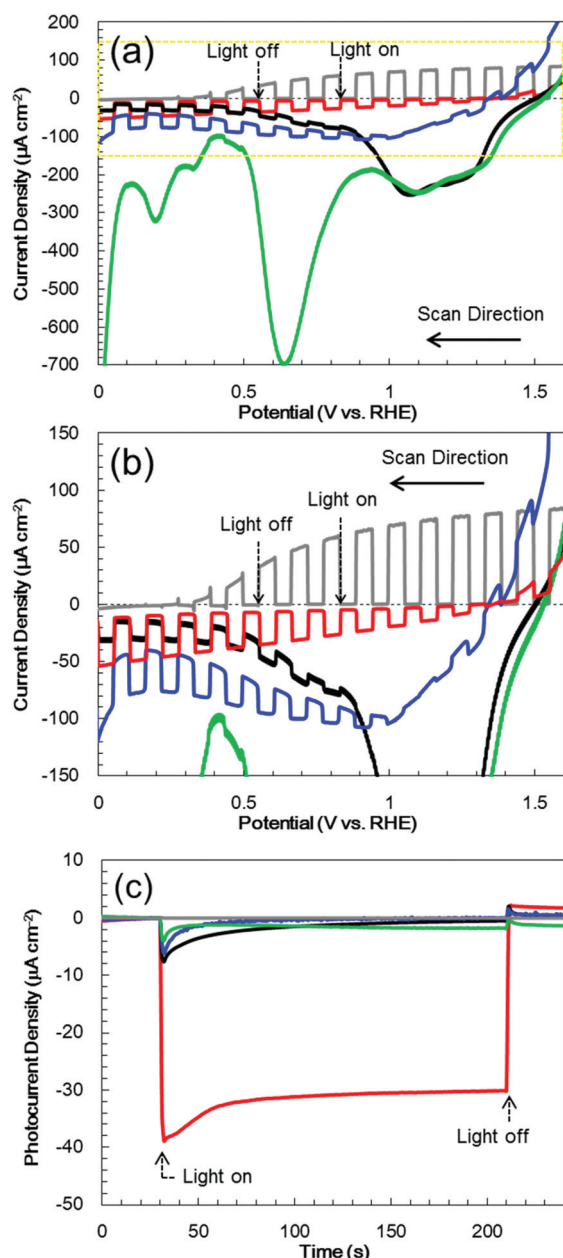 (a)
Light off
Light on
Scan Direction
Current Density (µA cm-2)
200
100
0
-100
-200
-300
-400
-500
-600
-700
0
0.5
1
1.5
Potential (V vs. RHE)
(b)
Scan Direction
Light off
Light on
Current Density (µA cm-2)
150
100
50
0
-50
-100
-150
0
0.5
1
1.5
Potential (V vs. RHE)
(c)
Light on
Light off
Photocurrent Density (µA cm-2)
10
0
-10
-20
-30
-40
-50
0
50
100
150
200
Time (s)